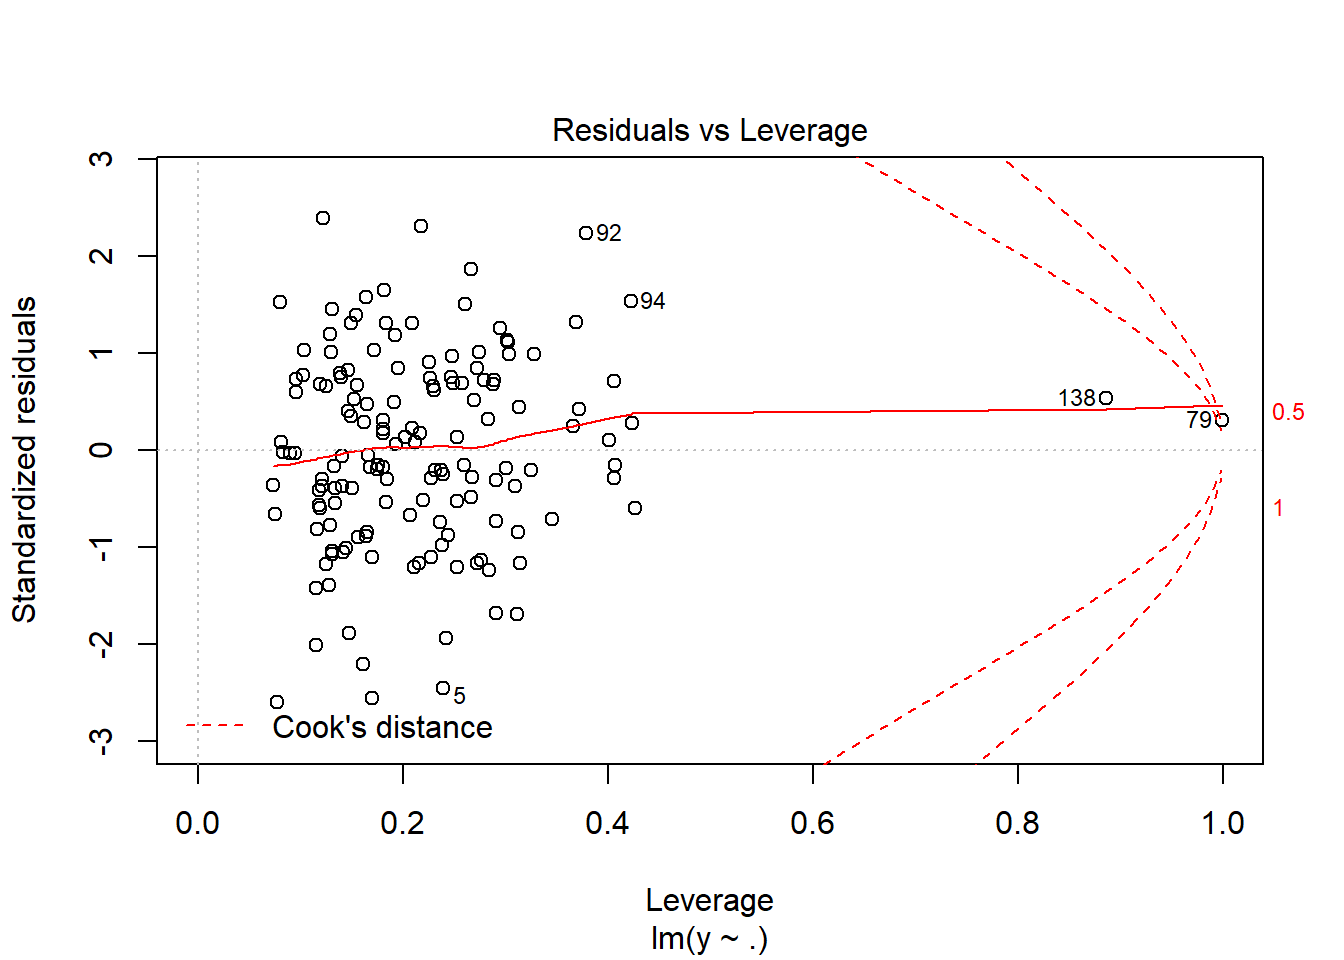 Residuals vs Leverage
Standardized residuals
3
2
1
0
-1
-2
-3
92
94
138
79
5
0.5
1
Cook's distance
0.0 0.2 0.4 0.6 0.8 1.0
Leverage
lm(y ~ .)